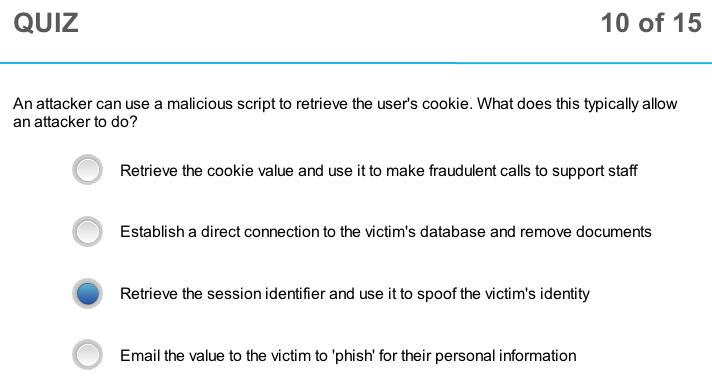 QUIZ
10 of 15
An attacker can use a malicious script to retrieve the user's cookie. What does this typically allow
an attacker to do?
Retrieve the cookie value and use it to make fraudulent calls to support staff
Establish a direct connection to the victim's database and remove documents
Retrieve the session identifier and use it to spoof the victim's identity
Email the value to the victim to 'phish' for their personal information